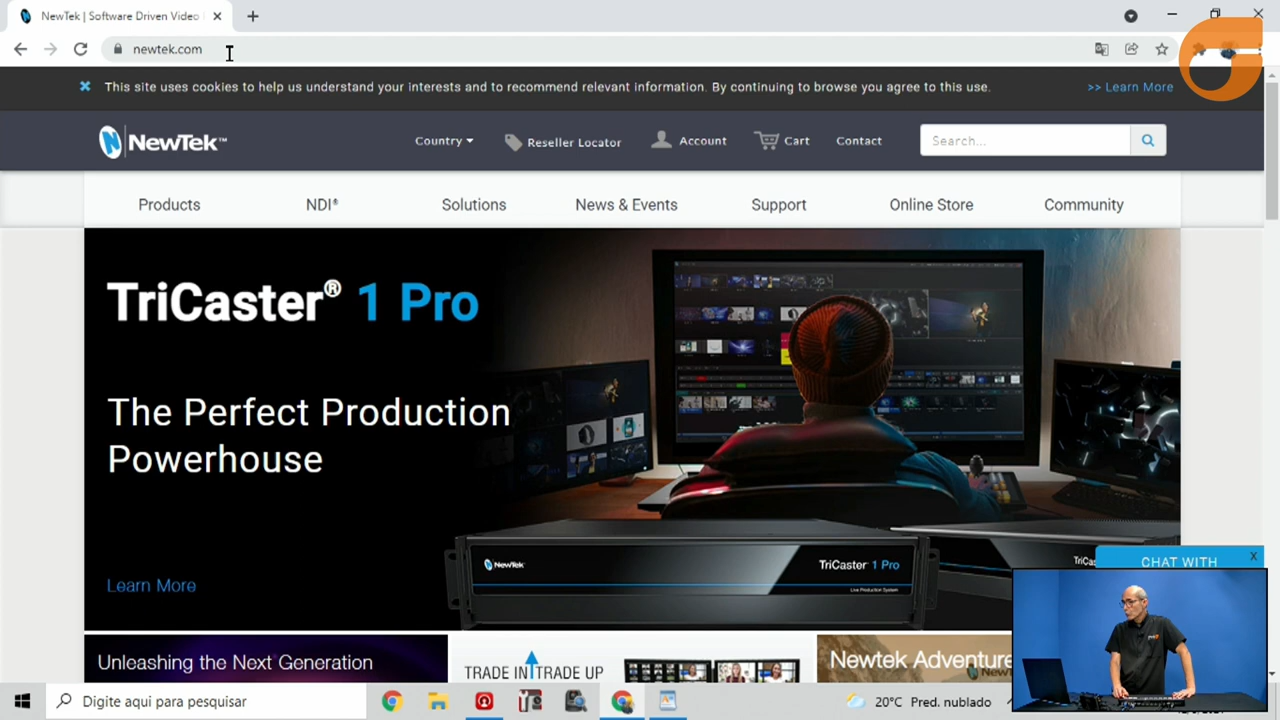 NewTek | Software Driven Video
newtek.com
This site uses cookies to help us understand your interests and to recommend relevant information. By continuing to browse you agree to this use.
>> Learn More
NewTek™
Country
Reseller Locator
Account
Cart
Contact
Search...
Products
NDI®
Solutions
News & Events
Support
Online Store
Community
TriCaster® 1 Pro
The Perfect Production
Powerhouse
Learn More
NewTek
TriCaster 1 Pro
Live Production System
CHAT WITH
X
Unleashing the Next Generation
TRADE IN TRADE UP
Newtek Adventure
Digite aqui para pesquisar
20°C Pred. nublado